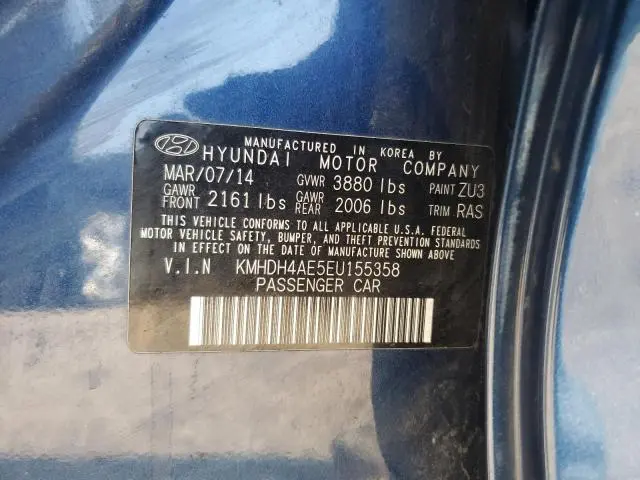 MANUFACTURED IN KOREA BY
HYUNDAI MOTOR COMPANY
MAR/07/14 GVWR 3880 lbs PAINT ZU3
GAWR FRONT 2161 lbs GAWR REAR 2006 lbs TRIM RAS
THIS VEHICLE CONFORMS TO ALL APPLICABLE U.S.A. FEDERAL
MOTOR VEHICLE SAFETY, BUMPER, AND THEFT PREVENTION STANDARDS
IN EFFECT ON THE DATE OF MANUFACTURE SHOWN ABOVE
V.I.N KMHDH4AE5EU155358
PASSENGER CAR